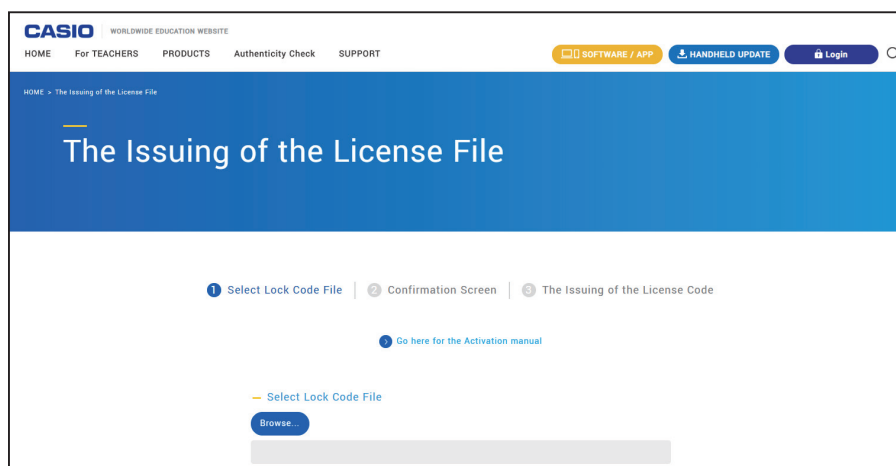 CASIO WORLDWIDE EDUCATION WEBSITE
HOME For TEACHERS PRODUCTS Authenticity Check SUPPORT SOFTWARE / APP HANDHELD UPDATE Login
HOME > The Issuing of the License File
The Issuing of the License File
1 Select Lock Code File 2 Confirmation Screen 3 The Issuing of the License Code
Go here for the Activation manual
Select Lock Code File
Browse...